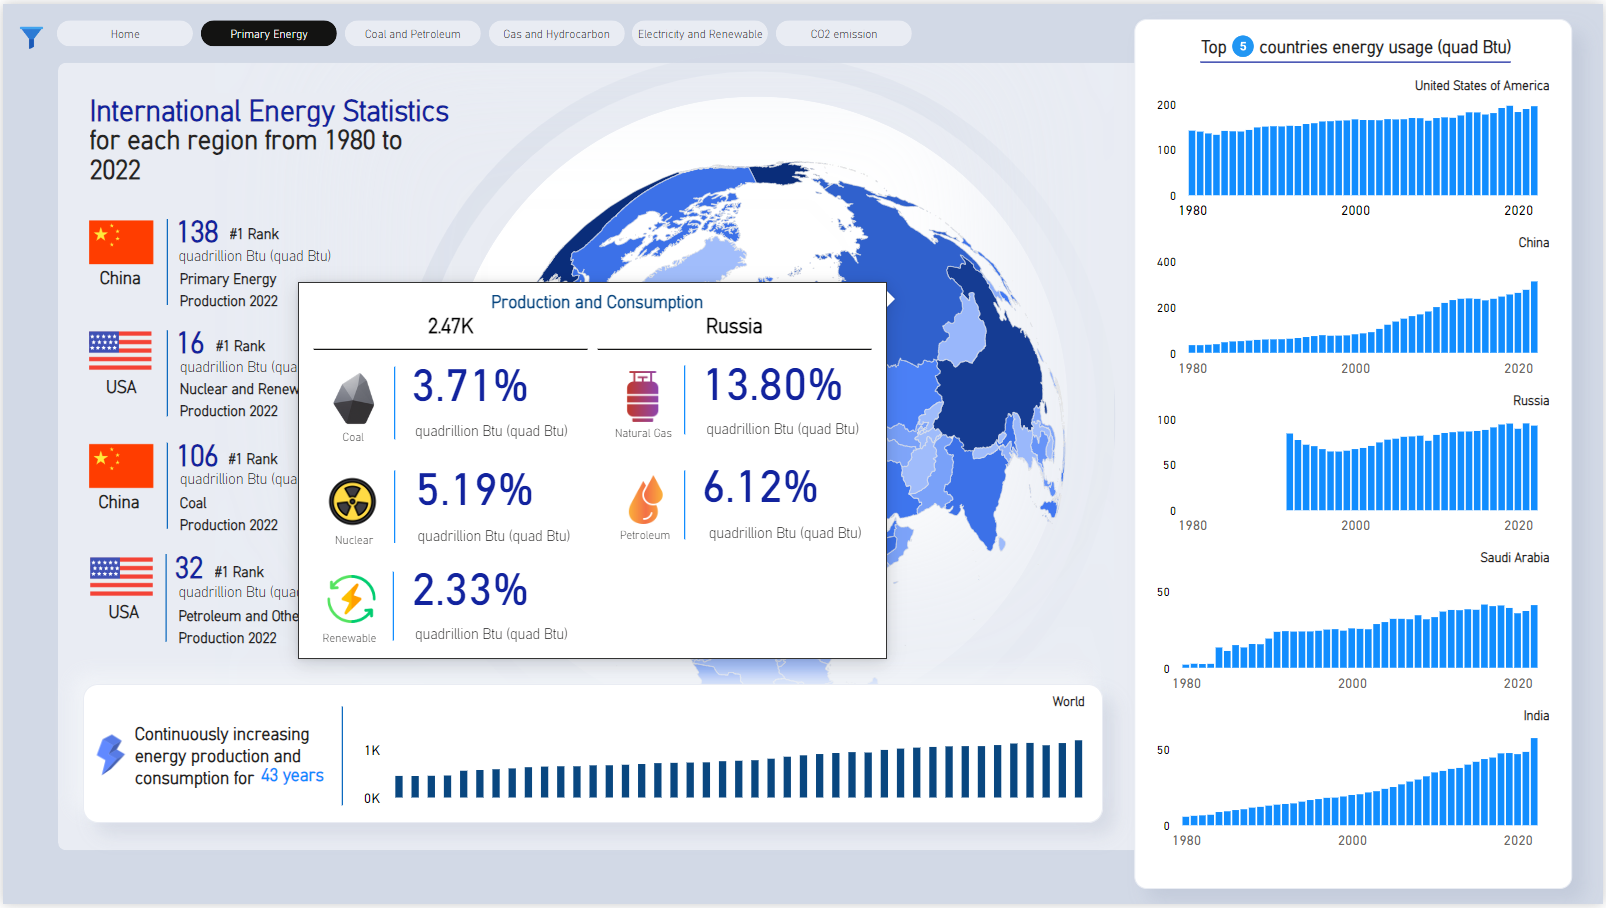 Home
Primary Energy
Coal and Petroleum
Gas and Hydrocarbon
Electricity and Renewable
CO2 emission
International Energy Statistics
for each region from 1980 to
2022
138 #1 Rank
quadrillion Btu (quad Btu)
China
Primary Energy
Production 2022
16 #1 Rank
quadrillion Btu (qua
USA
Nuclear and Renew
Production 2022
106 #1 Rank
quadrillion Btu (qua
China
Coal
Production 2022
32 #1 Rank
quadrillion Btu (qua
USA
Petroleum and Othe
Production 2022
Production and Consumption
2.47K
Russia
3.71%
Coal
quadrillion Btu (quad Btu)
13.80%
Natural Gas
quadrillion Btu (quad Btu)
5.19%
Nuclear
quadrillion Btu (quad Btu)
6.12%
Petroleum
quadrillion Btu (quad Btu)
2.33%
Renewable
quadrillion Btu (quad Btu)
Continuously increasing
energy production and
consumption for 43 years
World
1K
0K
Top 5 countries energy usage (quad Btu)
United States of America
200
100
0
1980 2000 2020
China
400
200
0
1980 2000 2020
Russia
100
50
0
1980 2000 2020
Saudi Arabia
50
0
1980 2000 2020
India
50
0
1980 2000 2020